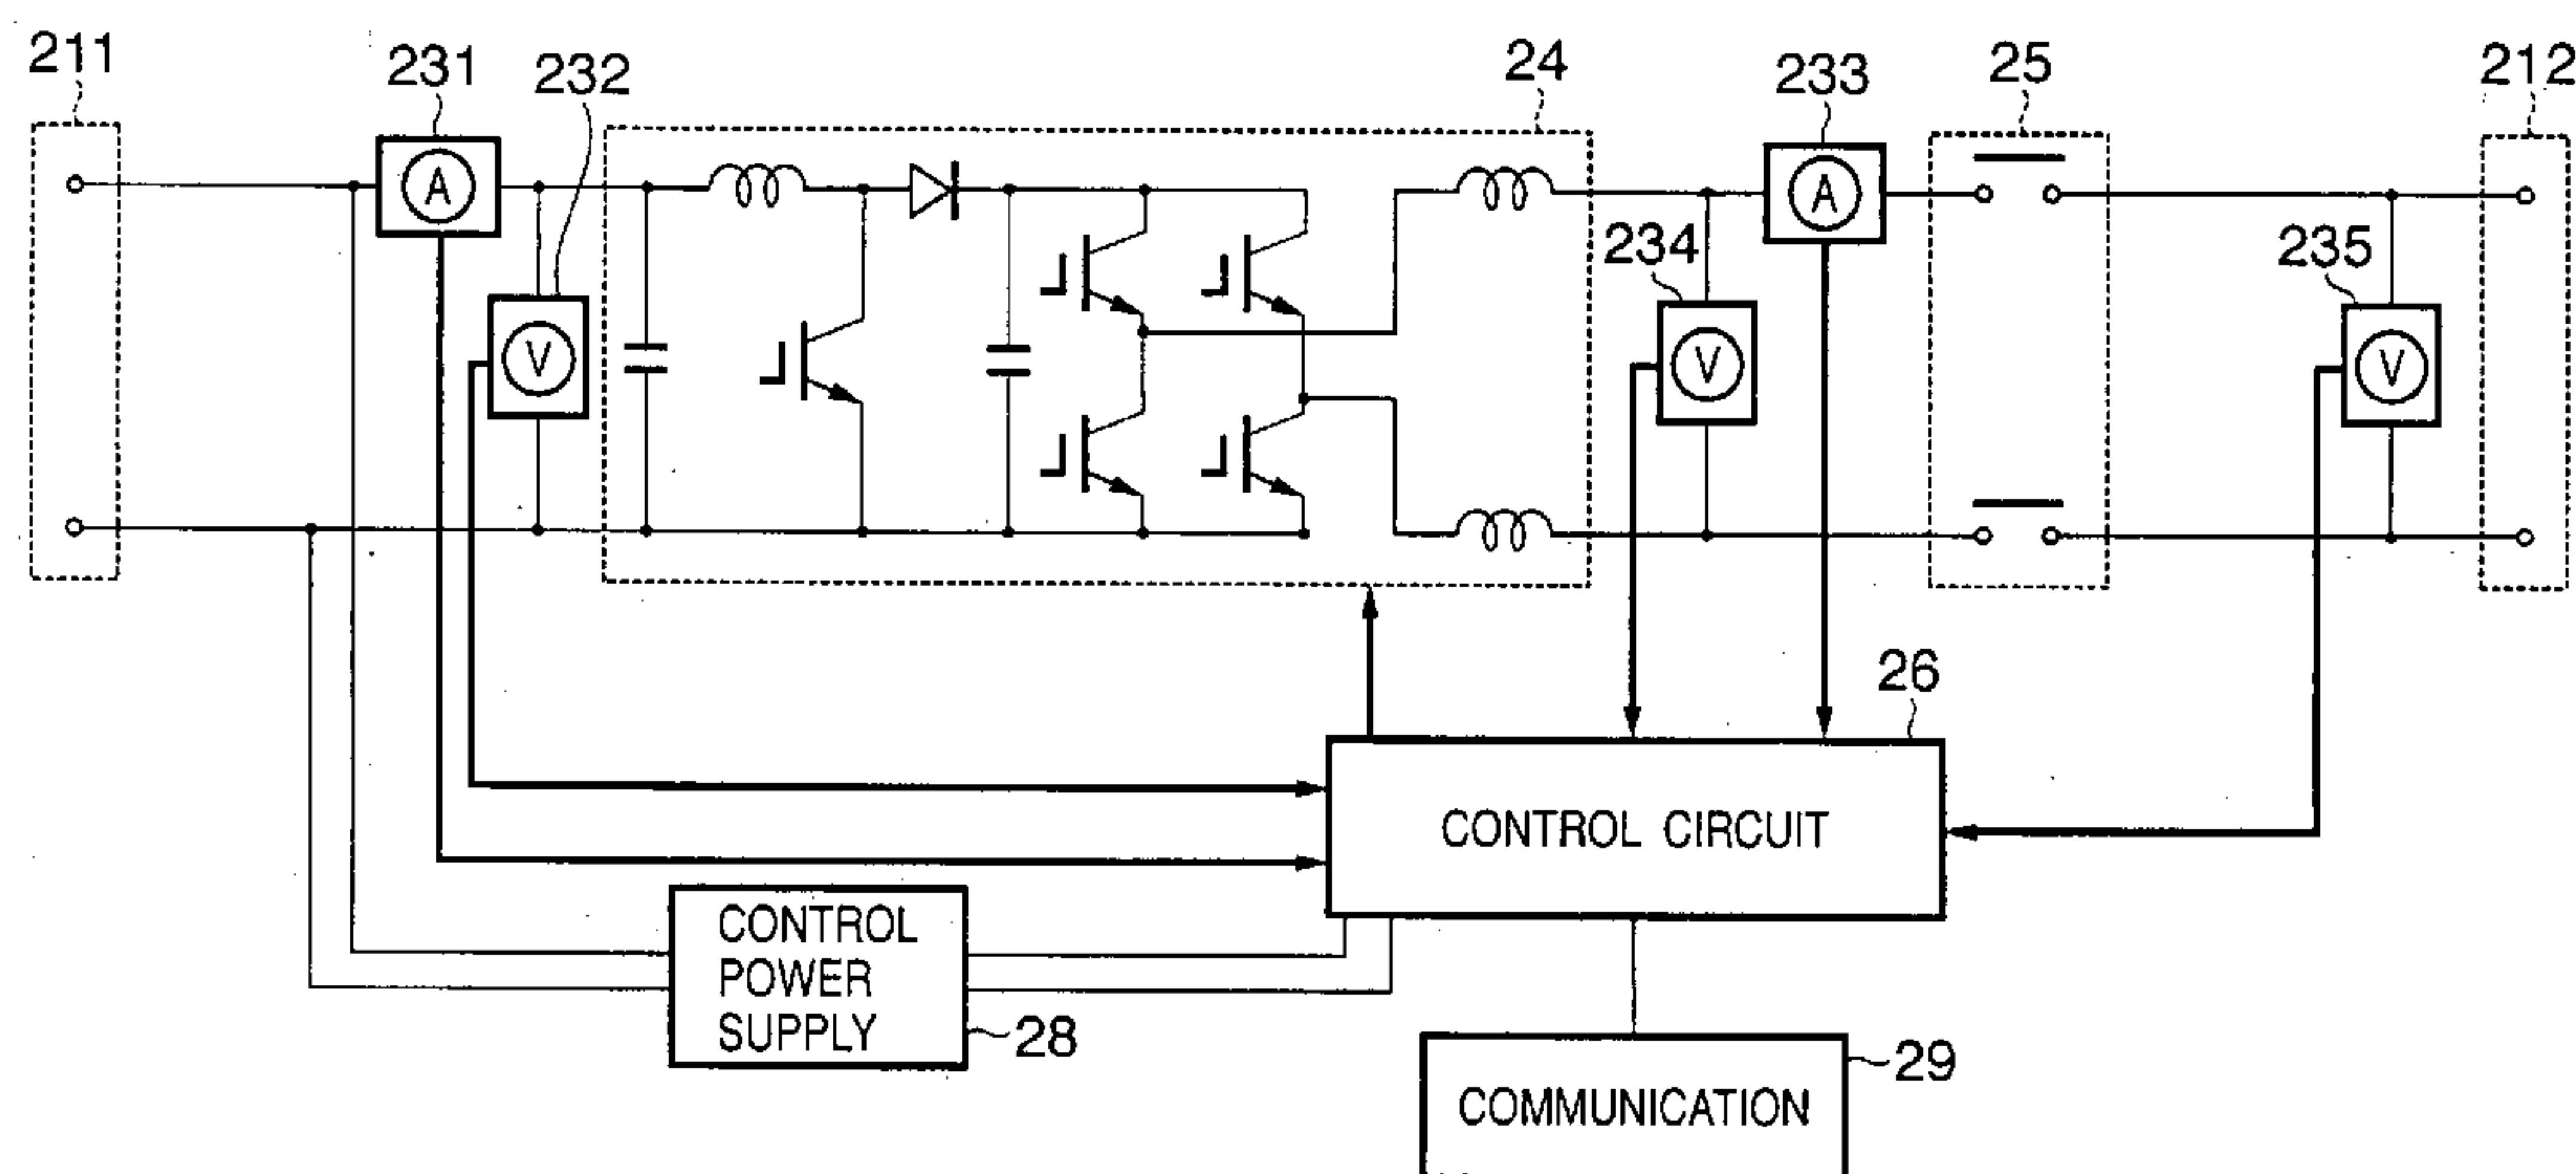 211
231
232
24
233
25
212
A
A
234
235
V
V
V
26
CONTROL CIRCUIT
CONTROL
POWER
SUPPLY
28
29
COMMUNICATION